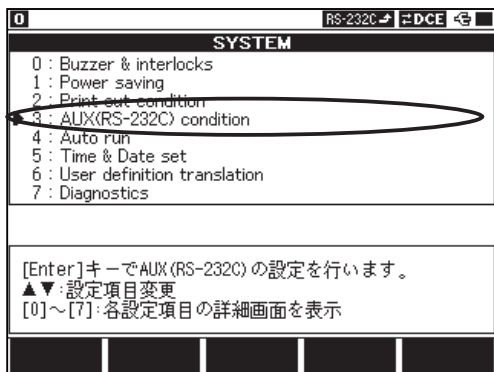 0 RS-232C DCE
SYSTEM
0 : Buzzer & interlocks
1 : Power saving
2 : Print out condition
3 : AUX(RS-232C) condition
4 : Auto run
5 : Time & Date set
6 : User definition translation
7 : Diagnostics
[Enter]キーでAUX(RS-232C)の設定を行います。
▲▼:設定項目変更
[0]～[7]:各設定項目の詳細画面を表示